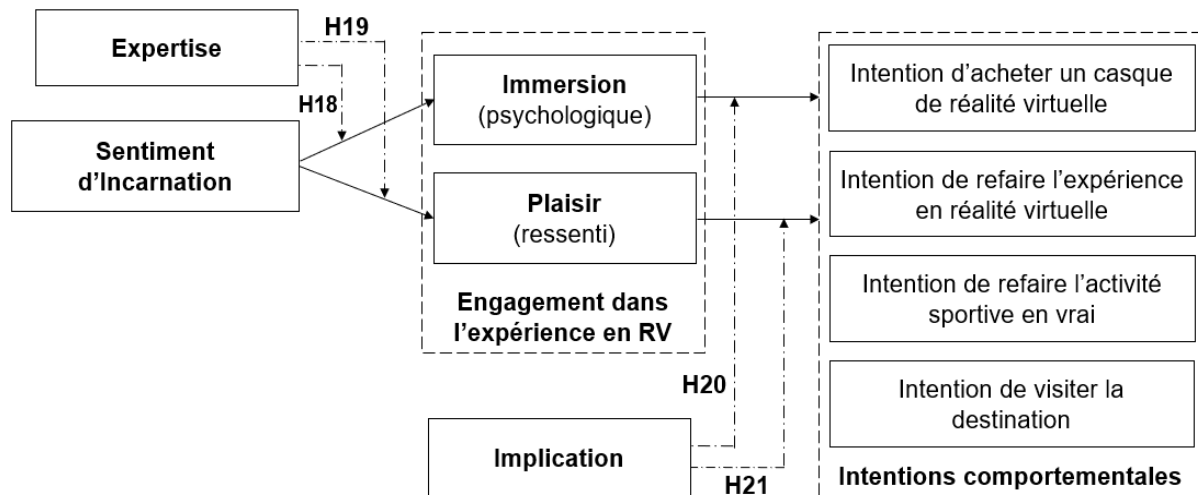 Expertise
H19
H18
Sentiment
d'Incarnation
Immersion
(psychologique)
Plaisir
(ressenti)
Engagement dans
l'expérience en RV
H20
Implication
H21
Intention d'acheter un casque
de réalité virtuelle
Intention de refaire l'expérience
en réalité virtuelle
Intention de refaire l'activité
sportive en vrai
Intention de visiter la
destination
Intentions comportementales